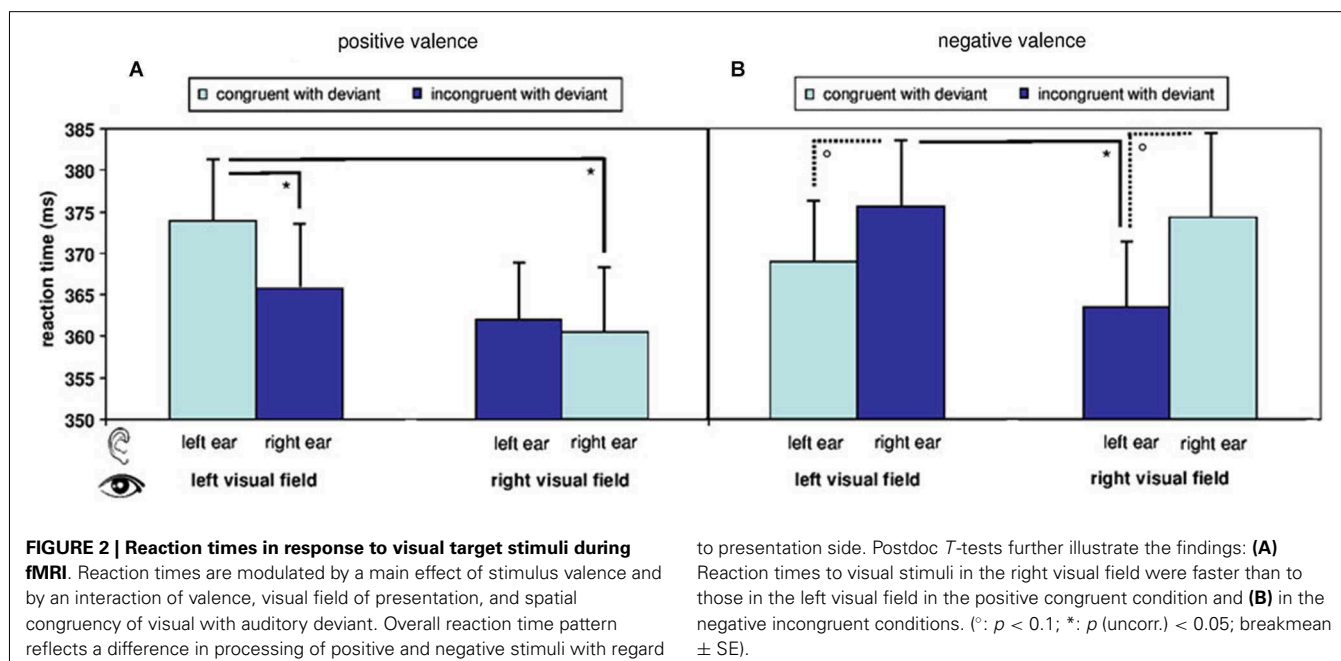 positive valence
negative valence
A
B
congruent with deviant
incongruent with deviant
congruent with deviant
incongruent with deviant
385
380
375
370
365
360
355
350
reaction time (ms)
*
*
°
*
°
left ear
right ear
left ear
right ear
left ear
right ear
left ear
right ear
left visual field
right visual field
left visual field
right visual field
FIGURE 2 | Reaction times in response to visual target stimuli during
fMRI. Reaction times are modulated by a main effect of stimulus valence and
by an interaction of valence, visual field of presentation, and spatial
congruency of visual with auditory deviant. Overall reaction time pattern
reflects a difference in processing of positive and negative stimuli with regard
to presentation side. Postdoc T-tests further illustrate the findings: (A)
Reaction times to visual stimuli in the right visual field were faster than to
those in the left visual field in the positive congruent condition and (B) in the
negative incongruent conditions. (°: p < 0.1; *: p (uncorr.) < 0.05; breakmean
± SE).